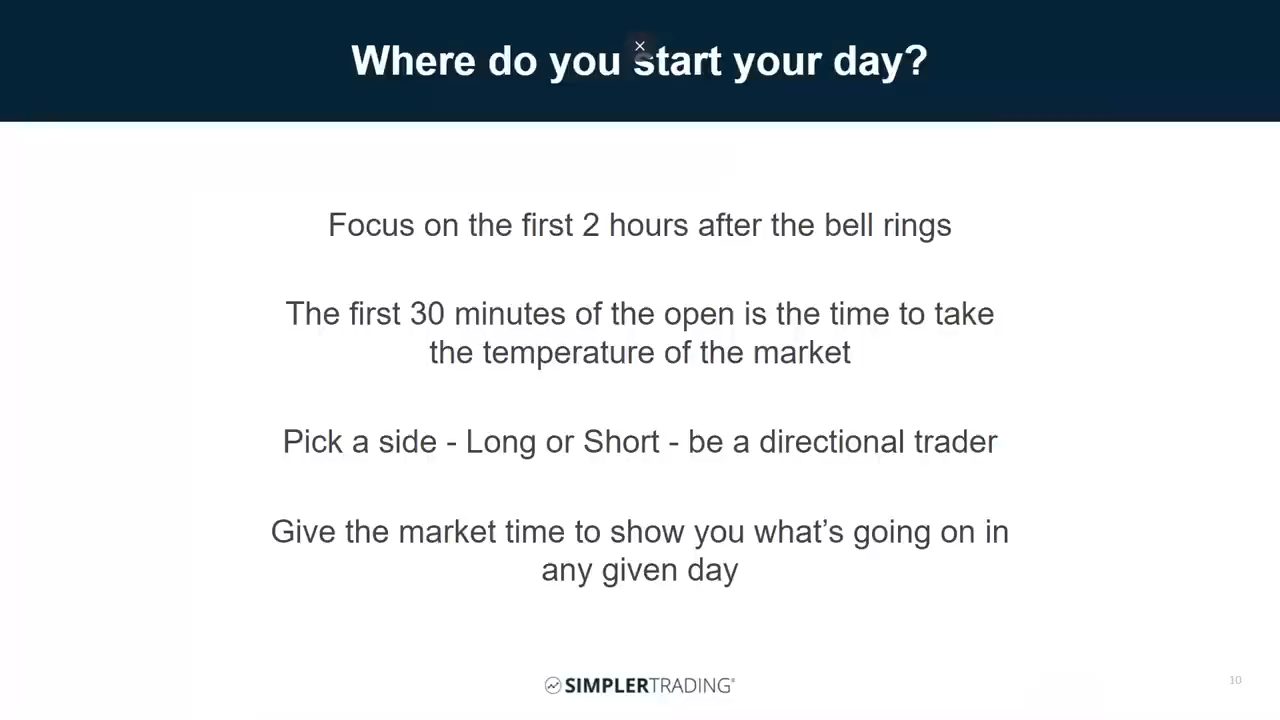 Where do you start your day?
Focus on the first 2 hours after the bell rings
The first 30 minutes of the open is the time to take
the temperature of the market
Pick a side - Long or Short - be a directional trader
Give the market time to show you what’s going on in
any given day
SIMPLERTRADING®
10